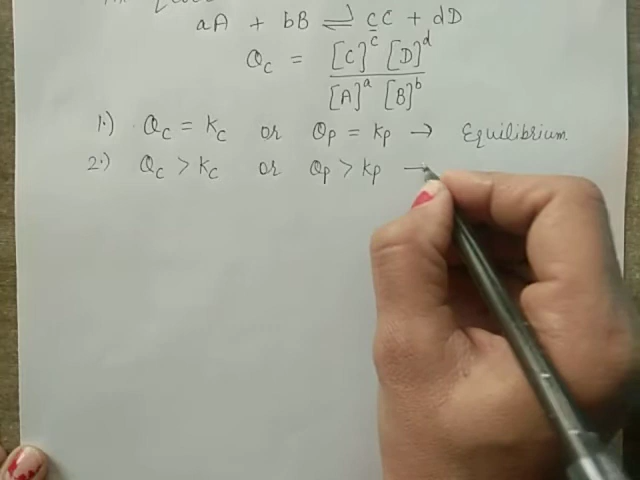 aA + bB ⇌ cC + dD
Qc = [C]^c [D]^d / [A]^a [B]^b
1.) Qc = Kc or Qp = Kp → Equilibrium.
2.) Qc > Kc or Qp > Kp →